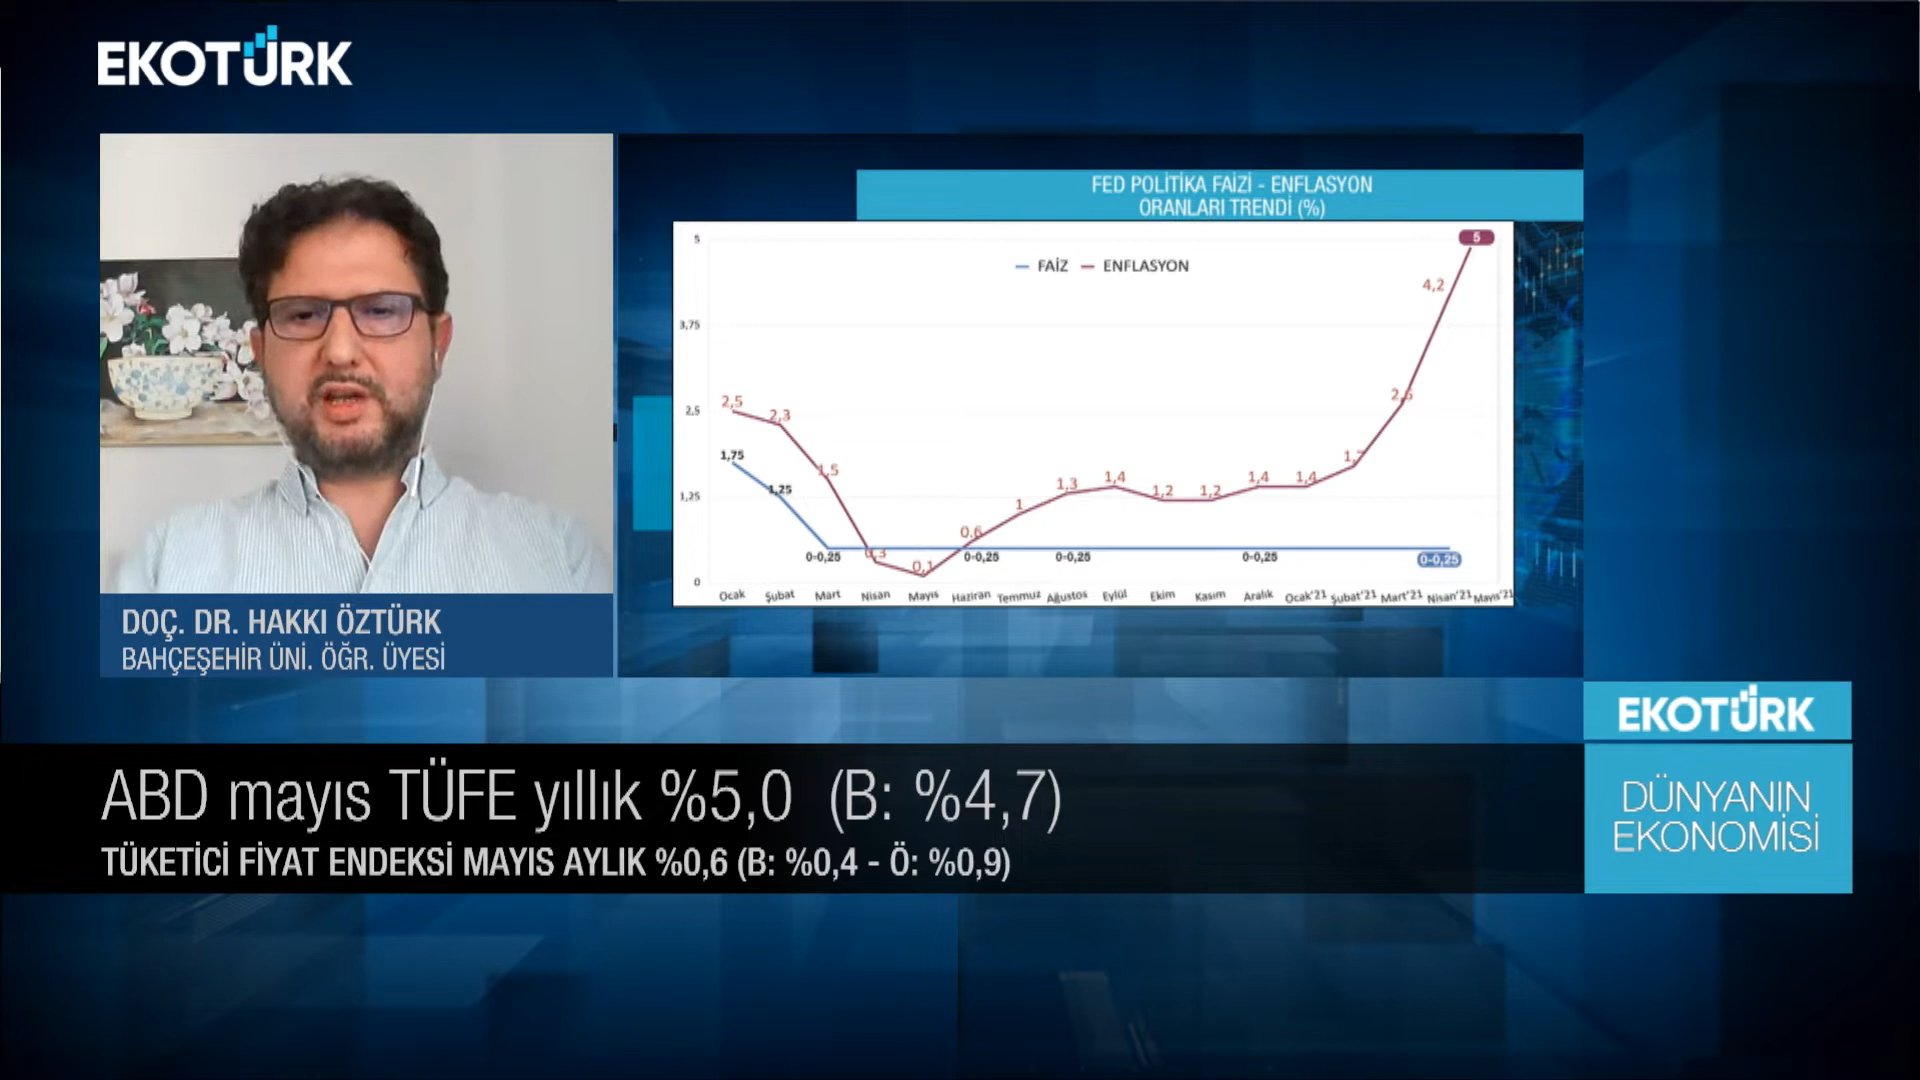 EKOTÜRK
FED POLİTİKA FAİZİ - ENFLASYON
ORANLARI TRENDİ (%)
FAİZ ENFLASYON
5
3,75
2,5
1,25
0
2,5
2,3
1,5
0,3
0,1
0,6
1
1,3
1,4
1,2
1,2
1,4
1,4
1,7
2,6
4,2
5
1,75
1,25
0-0,25
0-0,25
0-0,25
0-0,25
0-0,25
Ocak Şubat Mart Nisan Mayıs Haziran Temmuz Ağustos Eylül Ekim Kasım Aralık Ocak'21 Şubat'21 Mart'21 Nisan'21 Mayıs'21
DOÇ. DR. HAKKI ÖZTÜRK
BAHÇEŞEHİR ÜNİ. ÖĞR. ÜYESİ
EKOTÜRK
DÜNYANIN
EKONOMİSİ
ABD mayıs TÜFE yıllık %5,0 (B: %4,7)
TÜKETİCİ FİYAT ENDEKSİ MAYIS AYLIK %0,6 (B: %0,4 - Ö: %0,9)